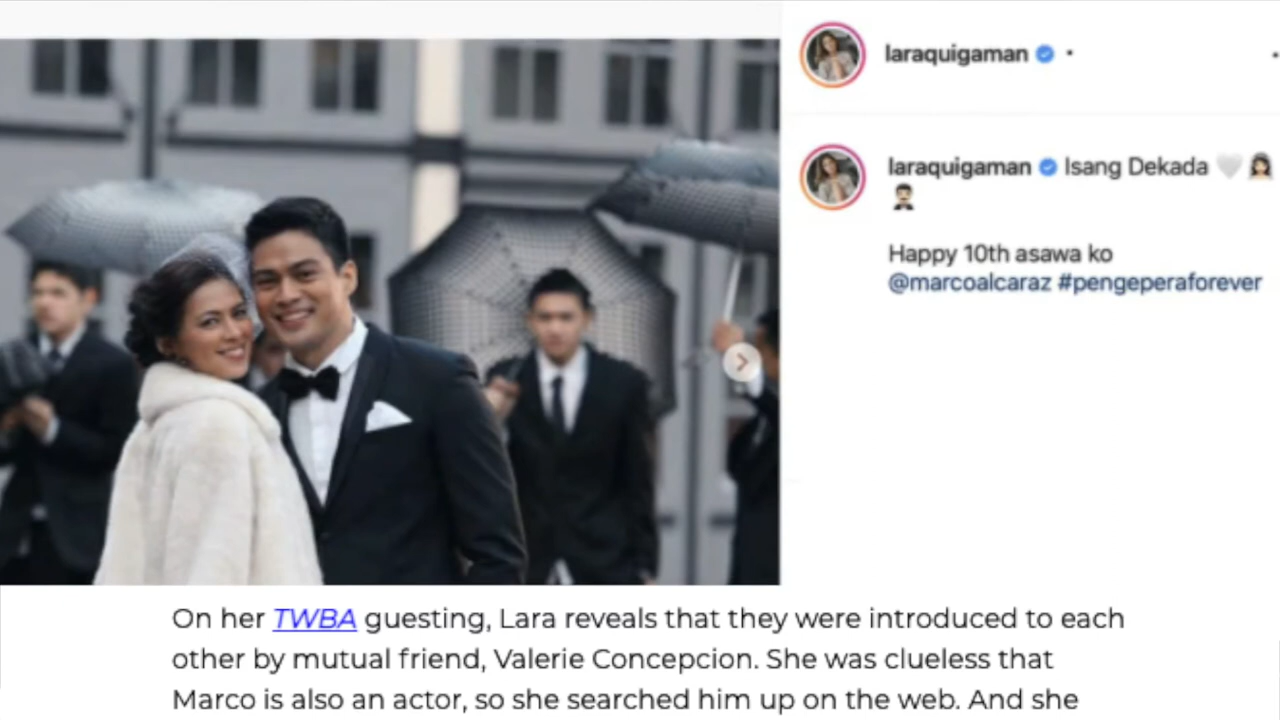 laraquigaman
laraquigaman Isang Dekada 🤍👰🏻
🤵🏻
Happy 10th asawa ko
@marcoalcaraz #pengeperaforever
On her TWBA guesting, Lara reveals that they were introduced to each
other by mutual friend, Valerie Concepcion. She was clueless that
Marco is also an actor, so she searched him up on the web. And she